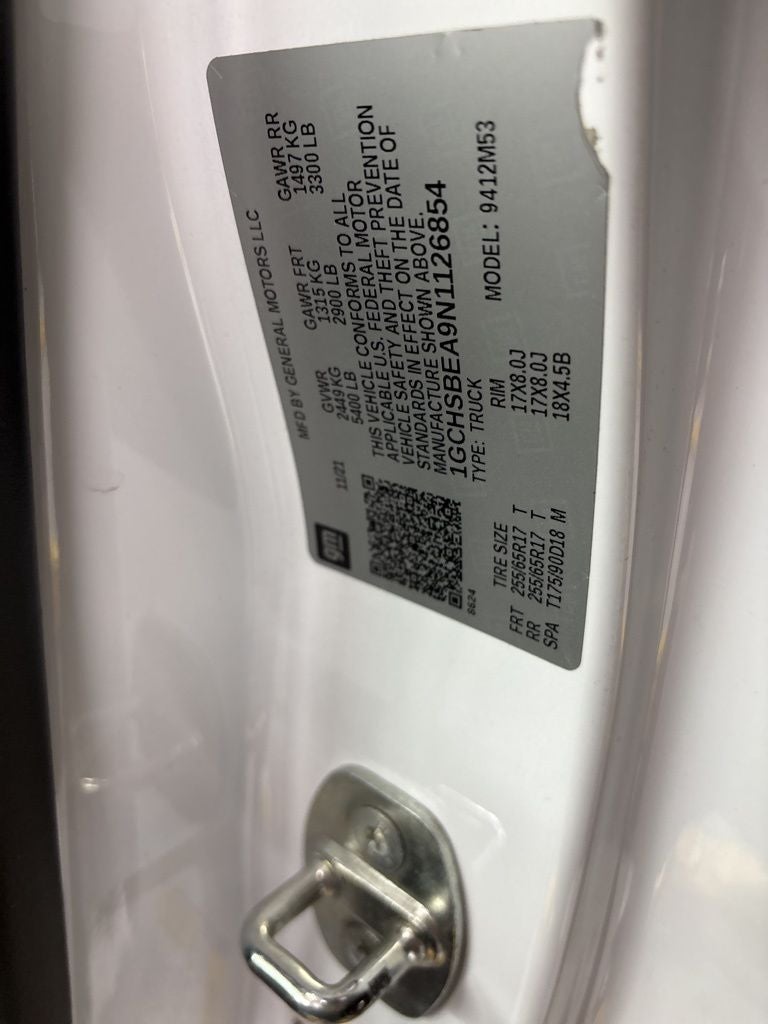 gm
MFD BY GENERAL MOTORS LLC
11/21
GVWR GAWR FRT GAWR RR
2449 KG 1315 KG 1497 KG
5400 LB 2900 LB 3300 LB
THIS VEHICLE CONFORMS TO ALL
APPLICABLE U.S. FEDERAL MOTOR
VEHICLE SAFETY AND THEFT PREVENTION
STANDARDS IN EFFECT ON THE DATE OF
MANUFACTURE SHOWN ABOVE.
1GCHSBEA9N1126854
8624
TYPE: TRUCK MODEL: 9412M53
TIRE SIZE RIM
FRT 255/65R17 T 17X8.0J
RR 255/65R17 T 17X8.0J
SPA T175/90D18 M 18X4.5B